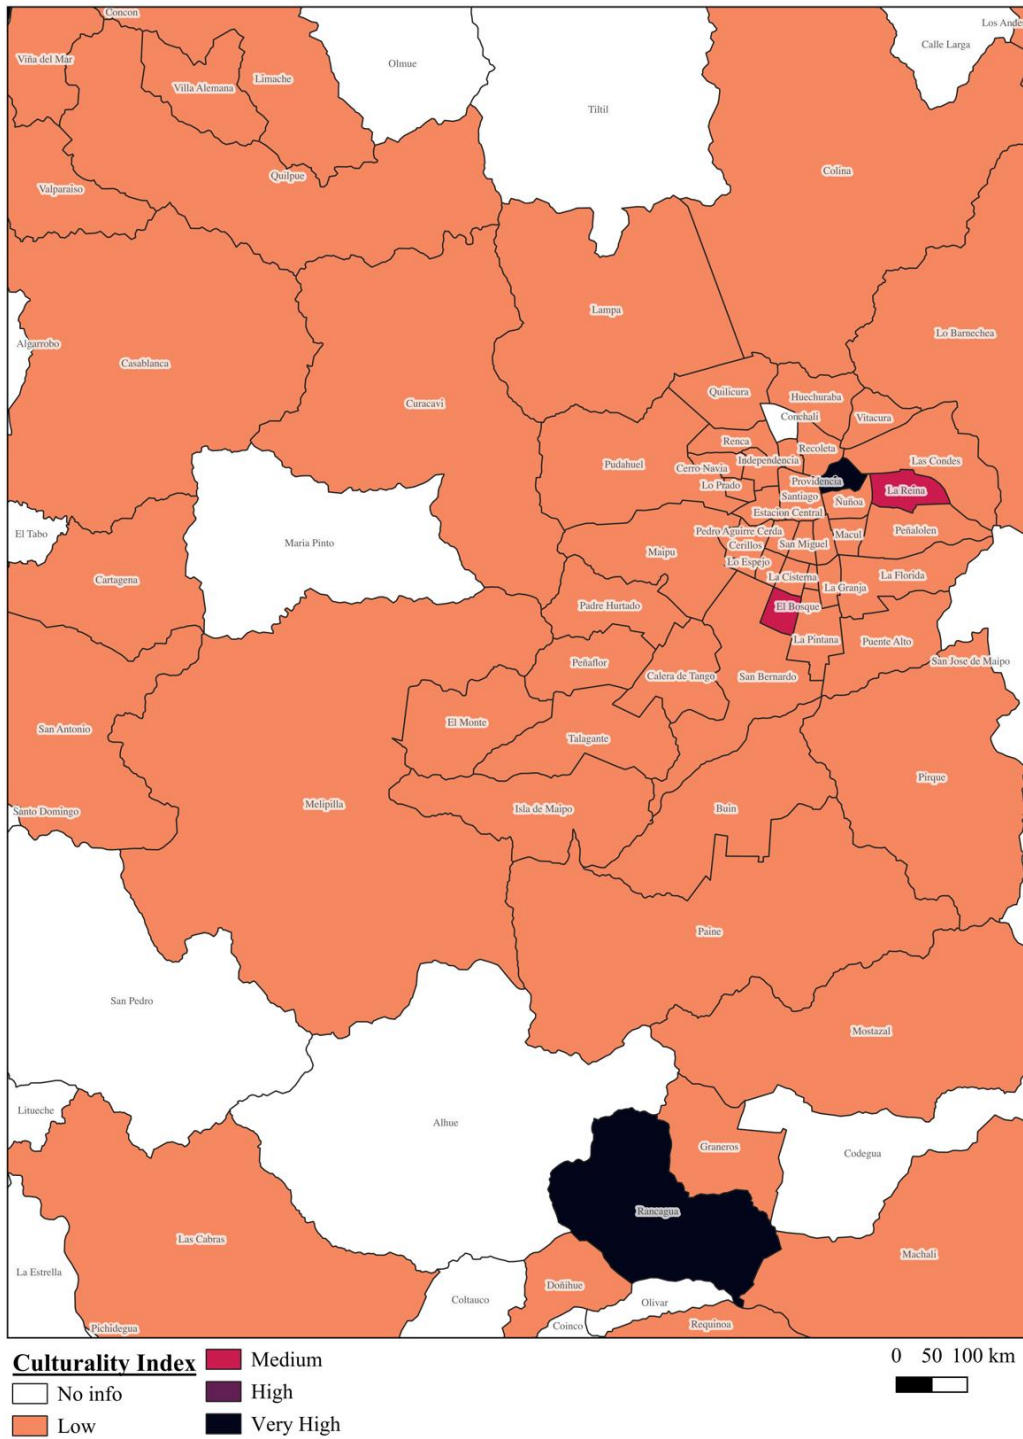 Concon
Los Ande
Viña del Mar
Olmue
Calle Larga
Limache
Villa Alemana
Tiltil
Colina
Quilpue
Valparaiso
Lampa
Lo Barnechea
Algarrobo
Casablanca
Quilicura
Huechuraba
Curacavi
Conchalí
Vitacura
Renca
Recoleta
Independencia
Las Condes
Pudahuel
Cerro Navia
Providencia
Lo Prado
La Reina
Santiago
Ñuñoa
Estacion Central
El Tabo
Pedro Aguirre Cerda
Macul
Peñalolen
Maria Pinto
Cerillos
San Miguel
Maipu
Lo Espejo
Cartagena
La Cisterna
La Florida
La Granja
Padre Hurtado
El Bosque
La Pintana
Puente Alto
Peñaflor
San Jose de Maipo
Calera de Tango
San Bernardo
El Monte
San Antonio
Talagante
Pirque
Melipilla
Santo Domingo
Isla de Maipo
Buin
Paine
San Pedro
Mostazal
Litueche
Alhue
Graneros
Codegua
Rancagua
Las Cabras
Machali
La Estrella
Doñihue
Coltauco
Olivar
Pichidegua
Coinco
Requinoa
Culturality Index
No info
Low
Medium
High
Very High
0 50 100 km